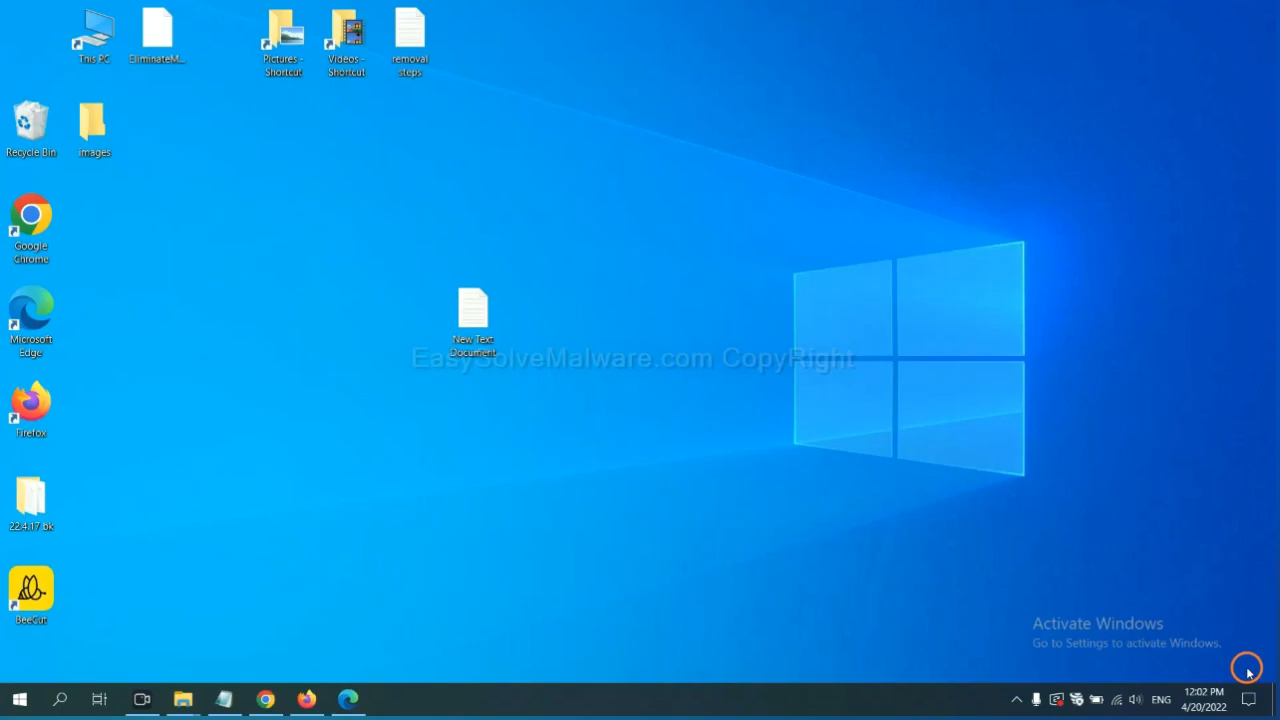 This PC
EliminateM...
Pictures -
Shortcut
Videos -
Shortcut
removal
steps
Recycle Bin
images
Google
Chrome
Microsoft
Edge
New Text
Document
EasySolveMalware.com CopyRight
Firefox
22.4.17 bk
BeeCut
Activate Windows
Go to Settings to activate Windows.
ENG
12:02 PM
4/20/2022